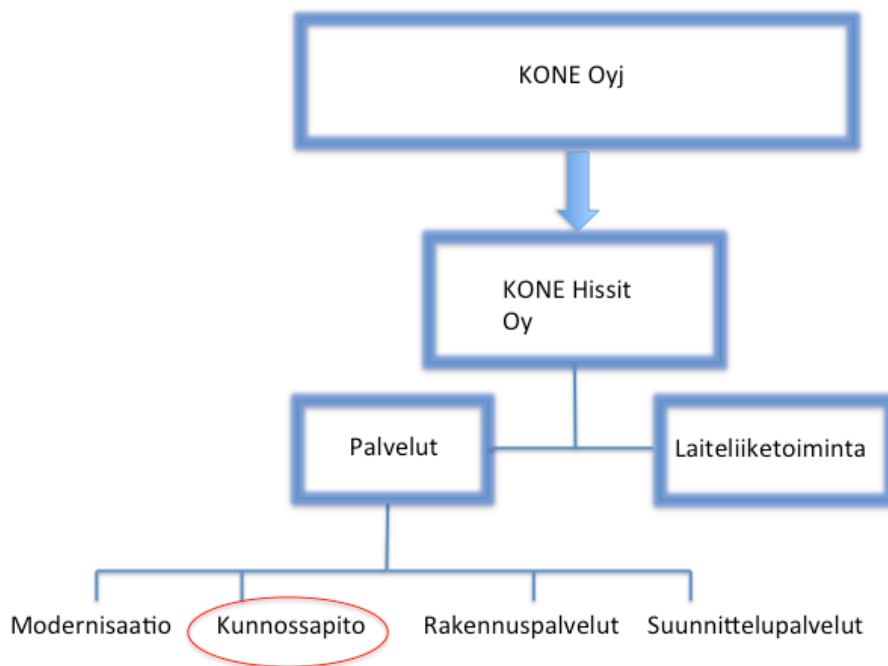 KONE Oyj
KONE Hissit
Oy
Palvelut
Laiteliiketoiminta
Modernisaatio
Kunnossapito
Rakennuspalvelut
Suunnittelupalvelut